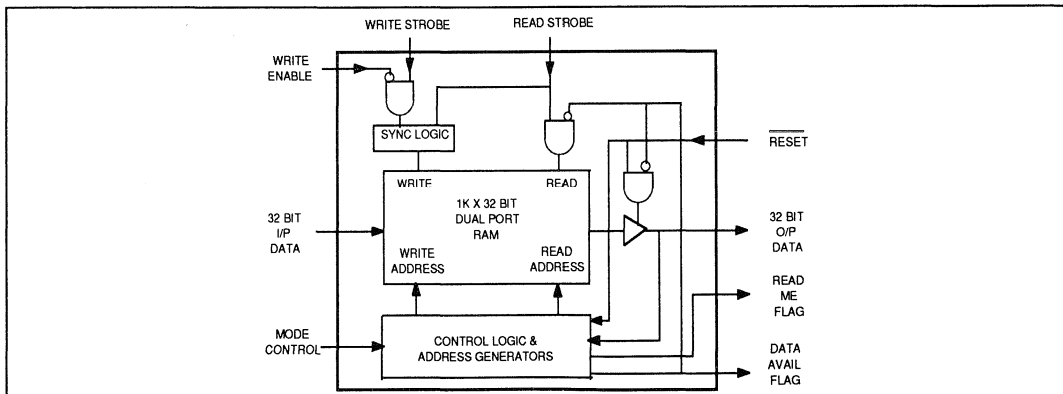 WRITE STROBE
READ STROBE
WRITE
ENABLE
SYNC LOGIC
RESET
WRITE
READ
1K X 32 BIT
DUAL PORT
RAM
32 BIT
I/P
DATA
32 BIT
O/P
DATA
WRITE
ADDRESS
READ
ADDRESS
READ
ME
FLAG
MODE
CONTROL
CONTROL LOGIC &
ADDRESS GENERATORS
DATA
AVAIL
FLAG